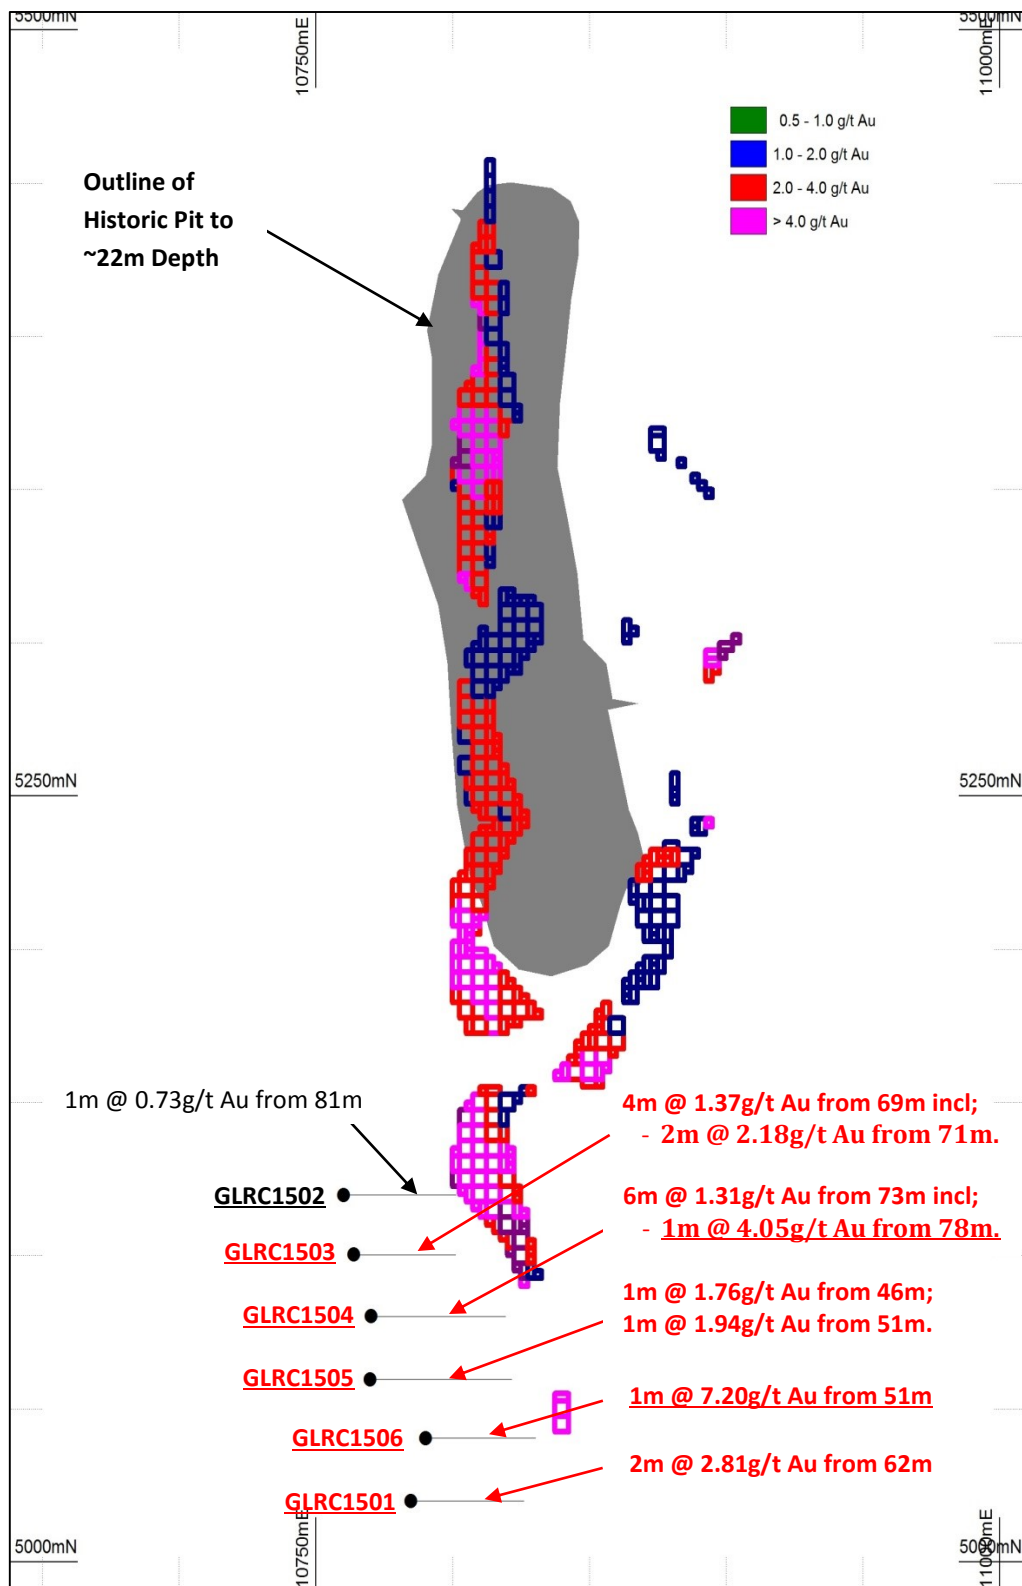 5500mN
5500mN
10750mE
11000mE
0.5 - 1.0 g/t Au
1.0 - 2.0 g/t Au
2.0 - 4.0 g/t Au
> 4.0 g/t Au
Outline of
Historic Pit to
~22m Depth
5250mN
5250mN
1m @ 0.73g/t Au from 81m
4m @ 1.37g/t Au from 69m incl;
- 2m @ 2.18g/t Au from 71m.
GLRC1502
6m @ 1.31g/t Au from 73m incl;
- 1m @ 4.05g/t Au from 78m.
GLRC1503
1m @ 1.76g/t Au from 46m;
1m @ 1.94g/t Au from 51m.
GLRC1504
GLRC1505
1m @ 7.20g/t Au from 51m
GLRC1506
2m @ 2.81g/t Au from 62m
GLRC1501
5000mN
5000mN
10750mE
11000mE